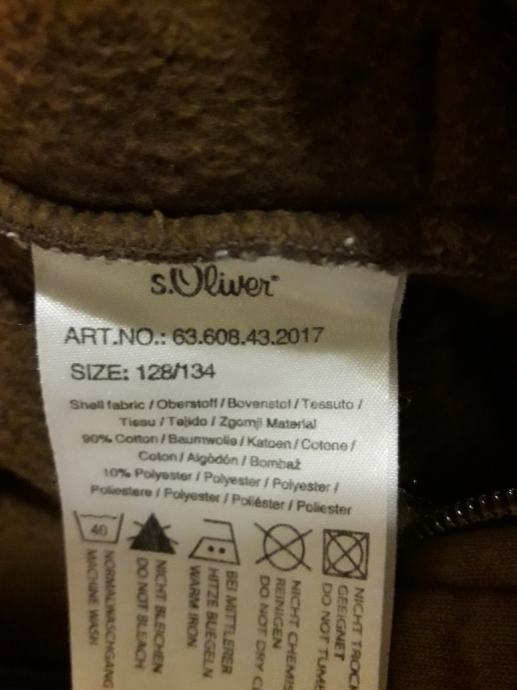 s.Oliver®
ART.NO.: 63.608.43.2017
SIZE: 128/134
Shell fabric / Oberstoff / Bovenstof / Tessuto /
Tissu / Tejido / Zgornji Material
90% Cotton / Baumwolle / Katoen / Cotone /
Coton / Algodón / Bombaž
10% Polyester / Polyester / Polyester /
Poliestere / Polyester / Poliéster / Poliester
40
NORMALWASCHGANG
MACHINE WASH
NICHT BLEICHEN
DO NOT BLEACH
BEI MITTLERER
HITZE BUEGELN
WARM IRON
NICHT CHEMIS
REINIGEN
DO NOT DRY CL
NICHT TROCK
GEEIGNET
DO NOT TUM